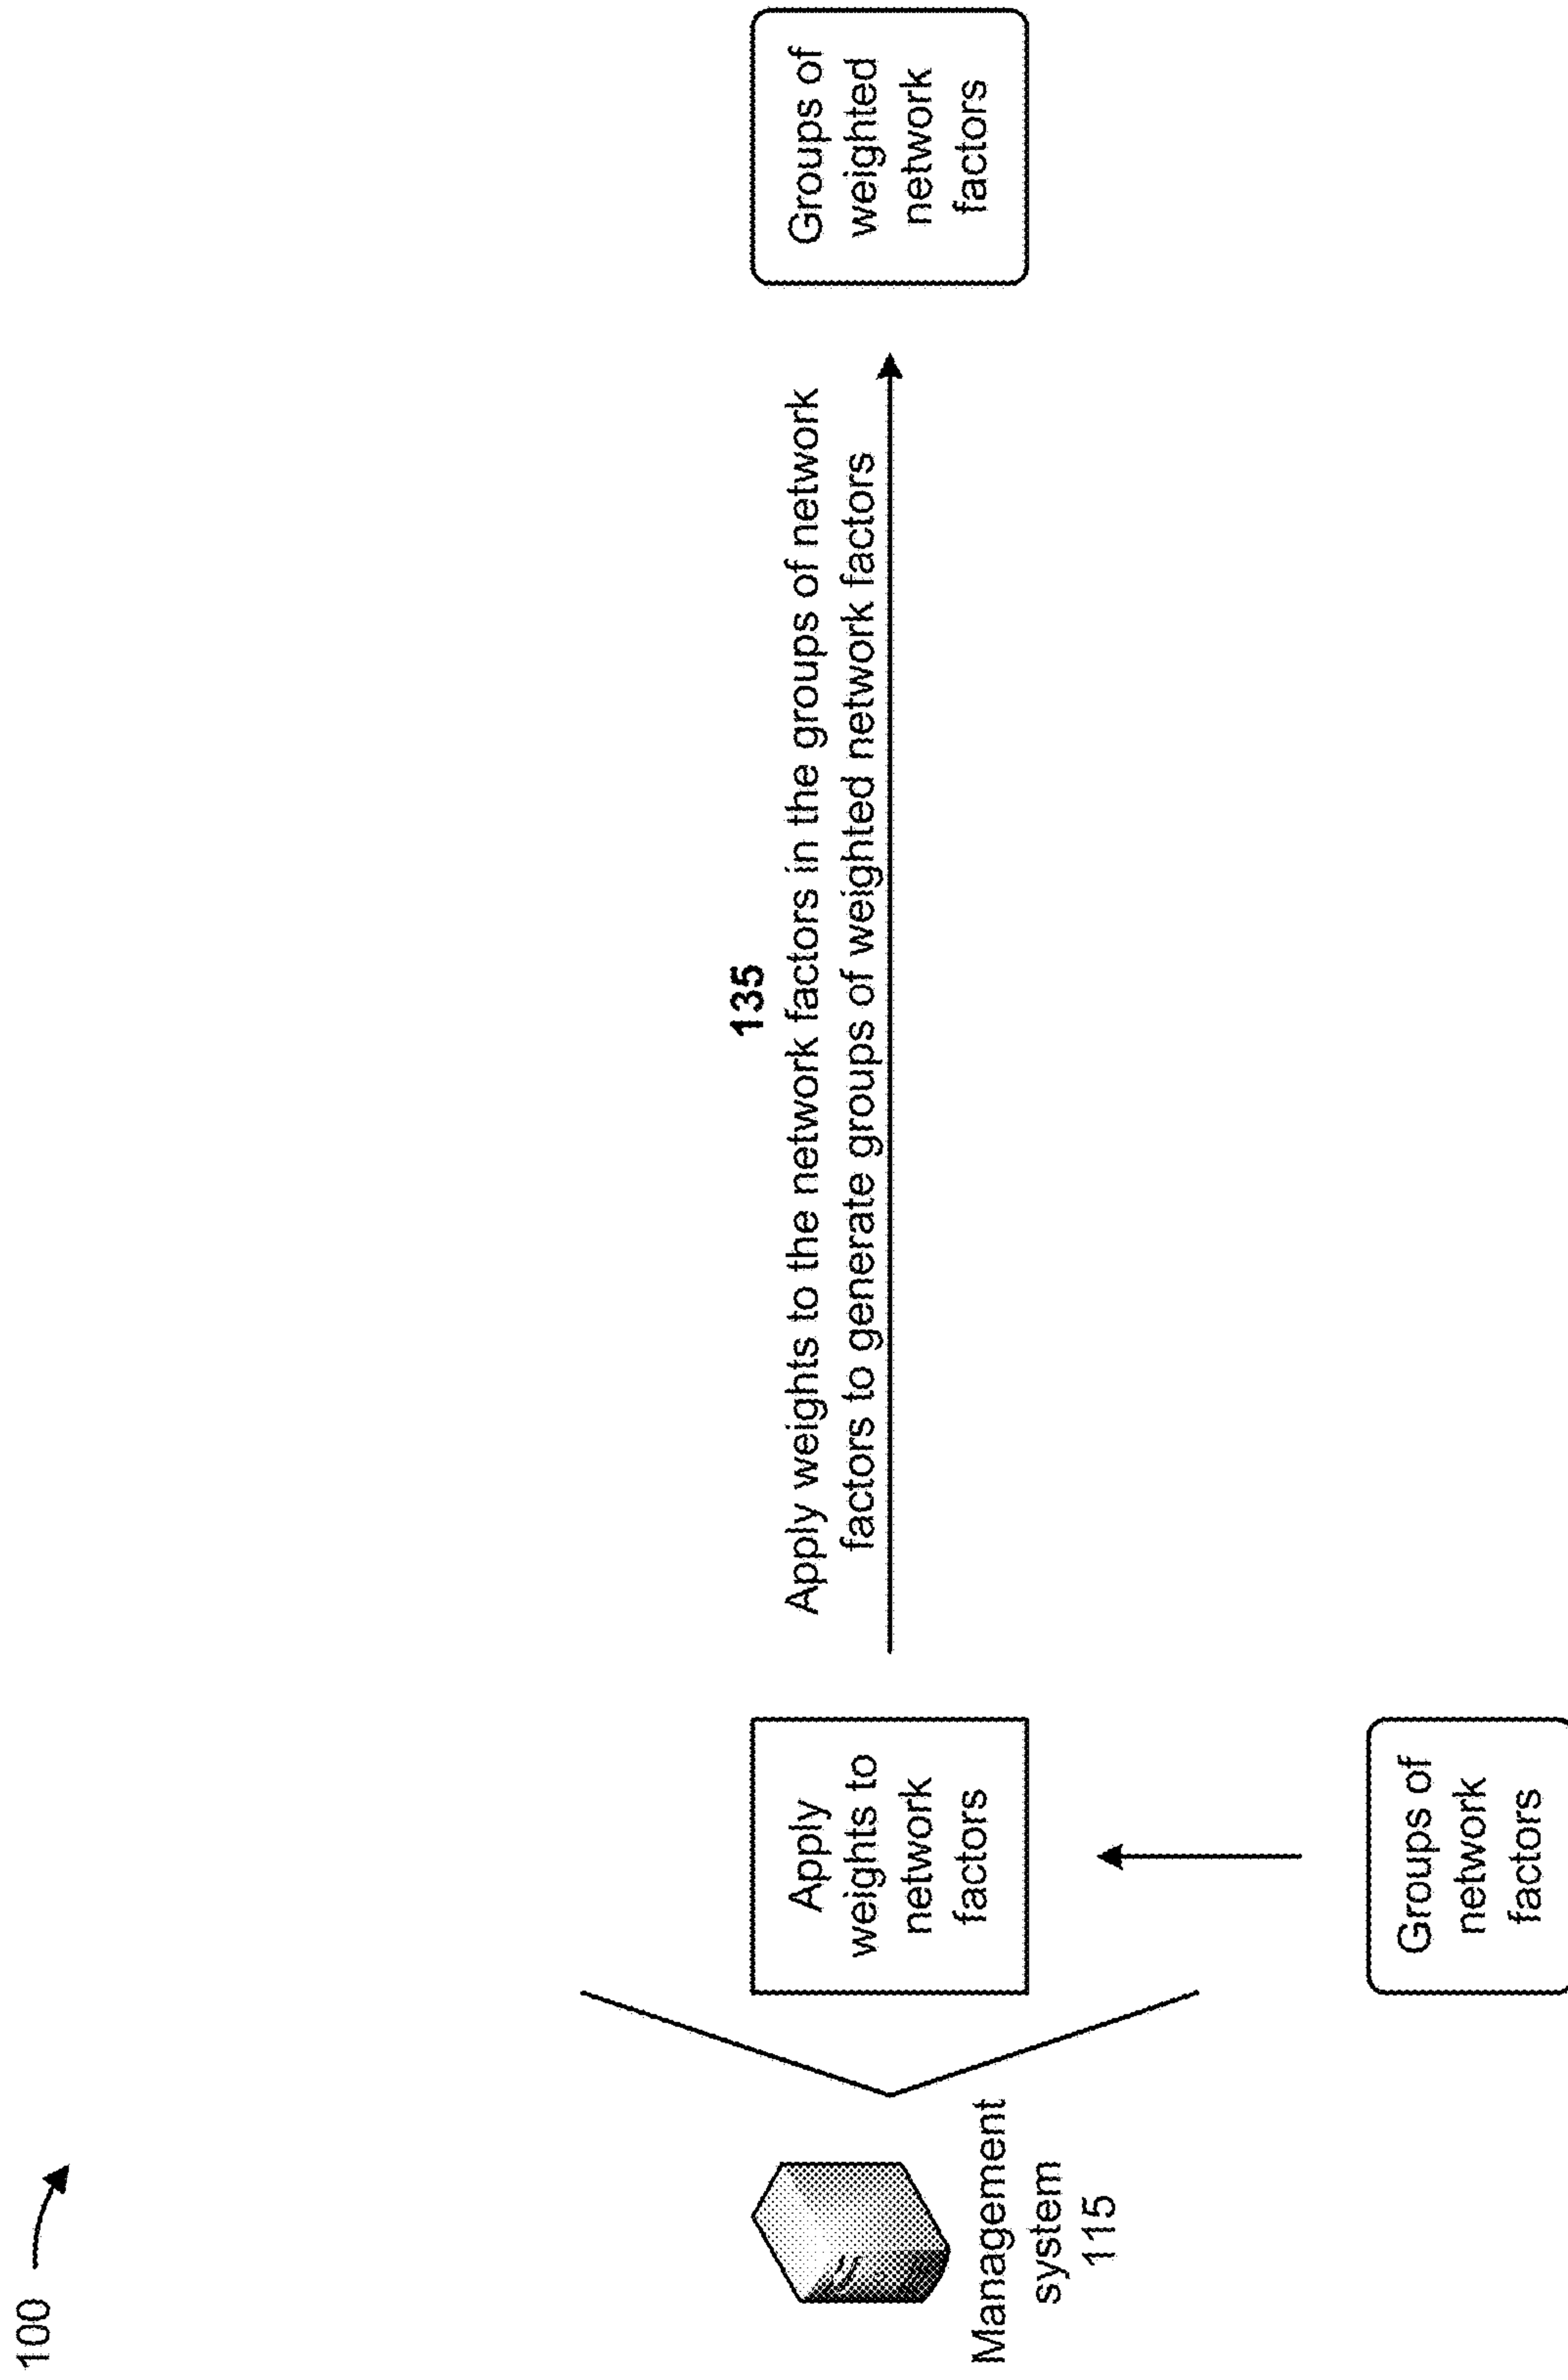 100
135
Apply weights to the network factors in the groups of network
factors to generate groups of weighted network factors
Management
system
115
Apply
weights to
network
factors
Groups of
weighted
network
factors
Groups of
network
factors